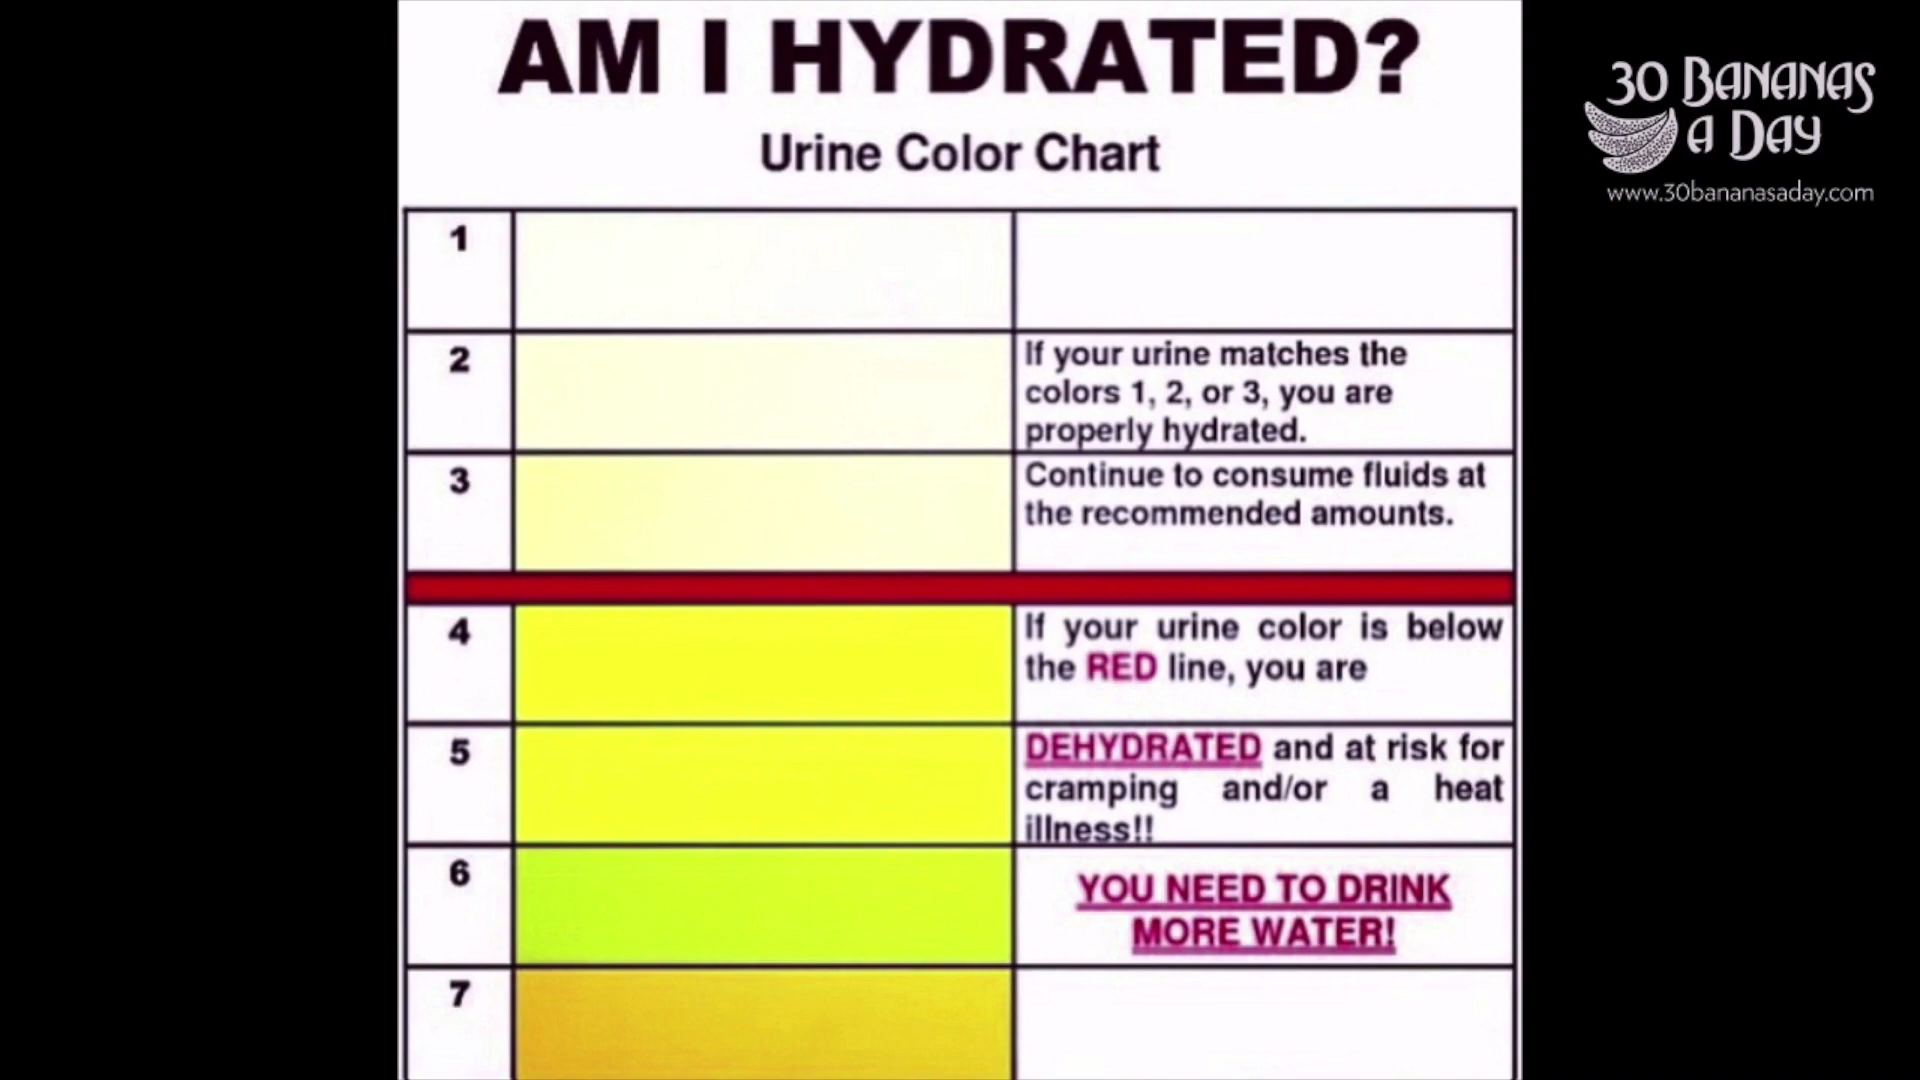 AM I HYDRATED?
Urine Color Chart
30 BANANAS
A DAY
www.30bananasaday.com
1
2
If your urine matches the
colors 1, 2, or 3, you are
properly hydrated.
3
Continue to consume fluids at
the recommended amounts.
4
If your urine color is below
the RED line, you are
5
DEHYDRATED and at risk for
cramping and/or a heat
illness!!
6
YOU NEED TO DRINK
MORE WATER!
7